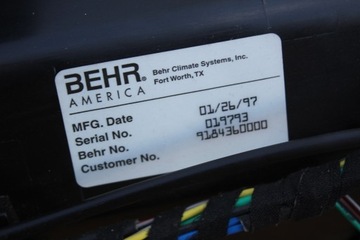 BEHR® Behr Climate Systems, Inc.
AMERICA Fort Worth, TX
MFG. Date 01/26/97
Serial No. 019793
Behr No. 9184360000
Customer No.